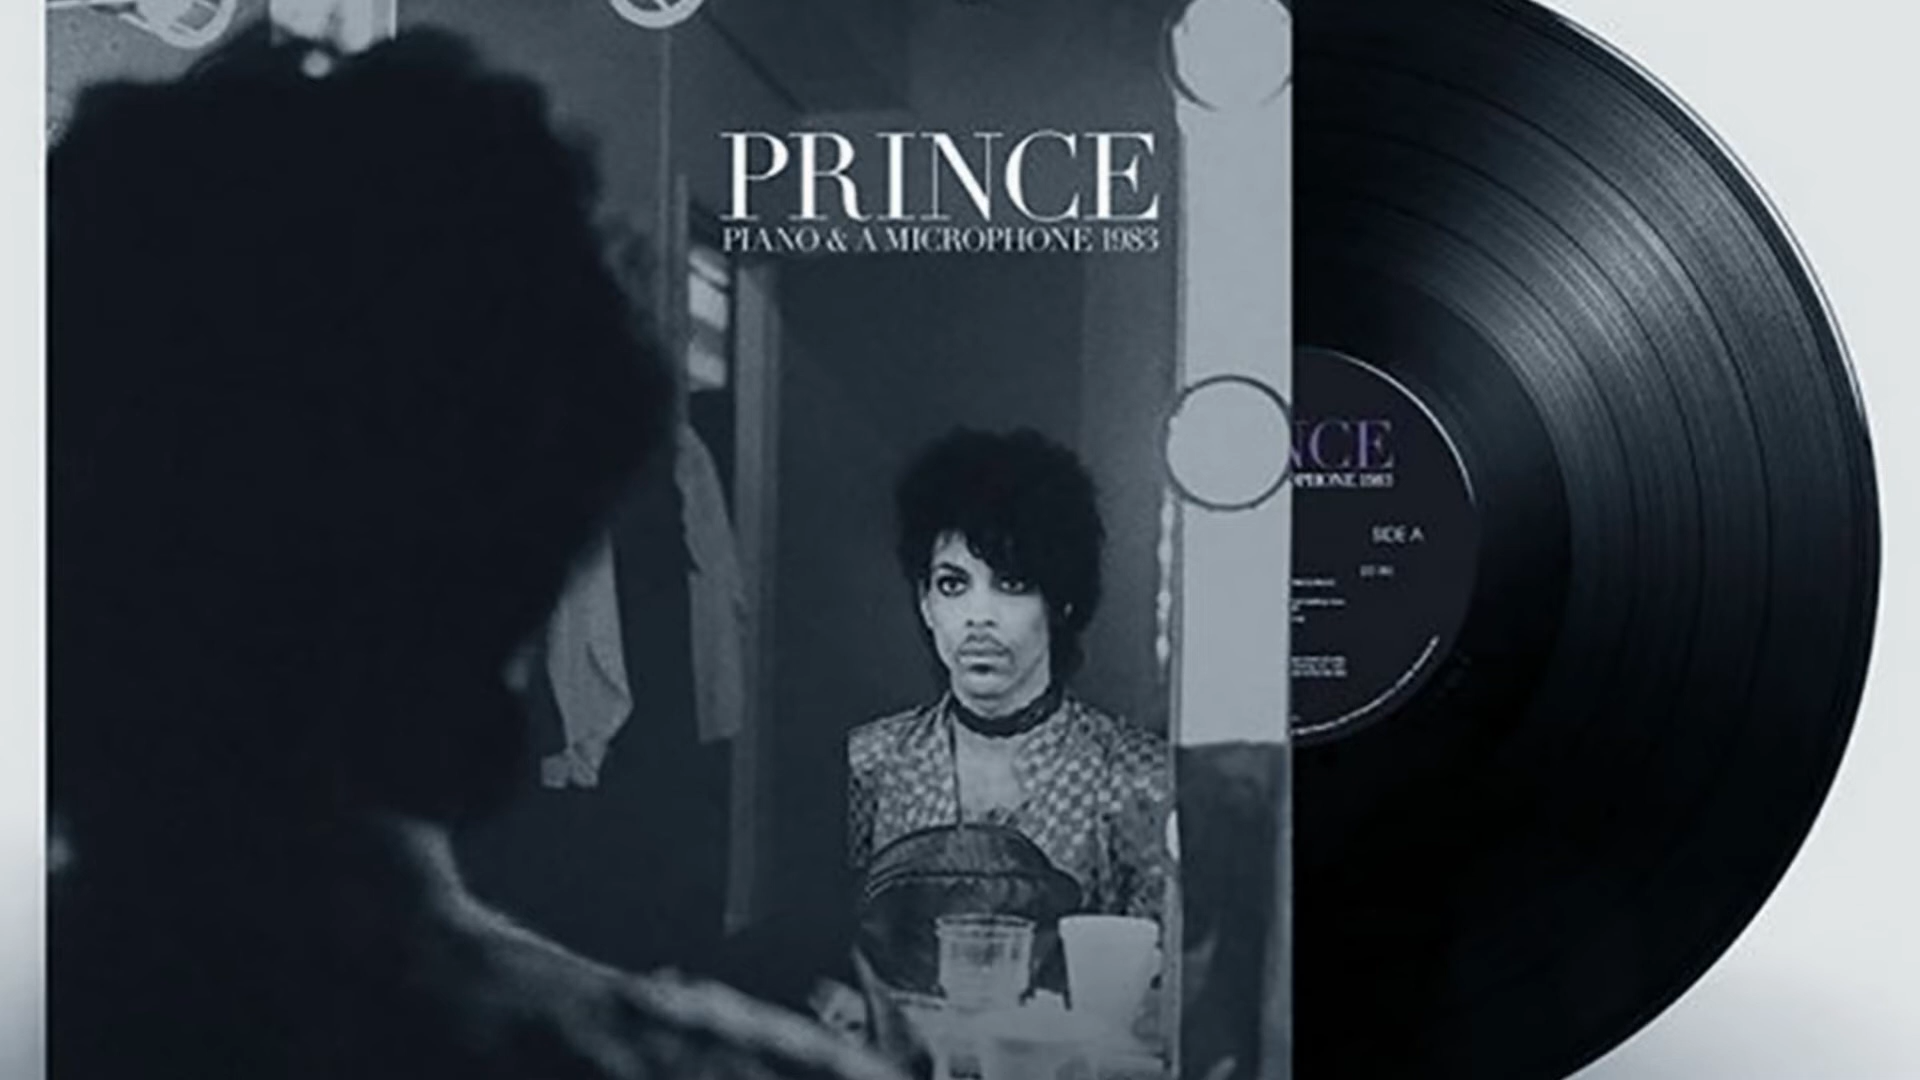 PRINCE
PIANO & A MICROPHONE 1983
NCE
OPHONE 1983
SIDE A